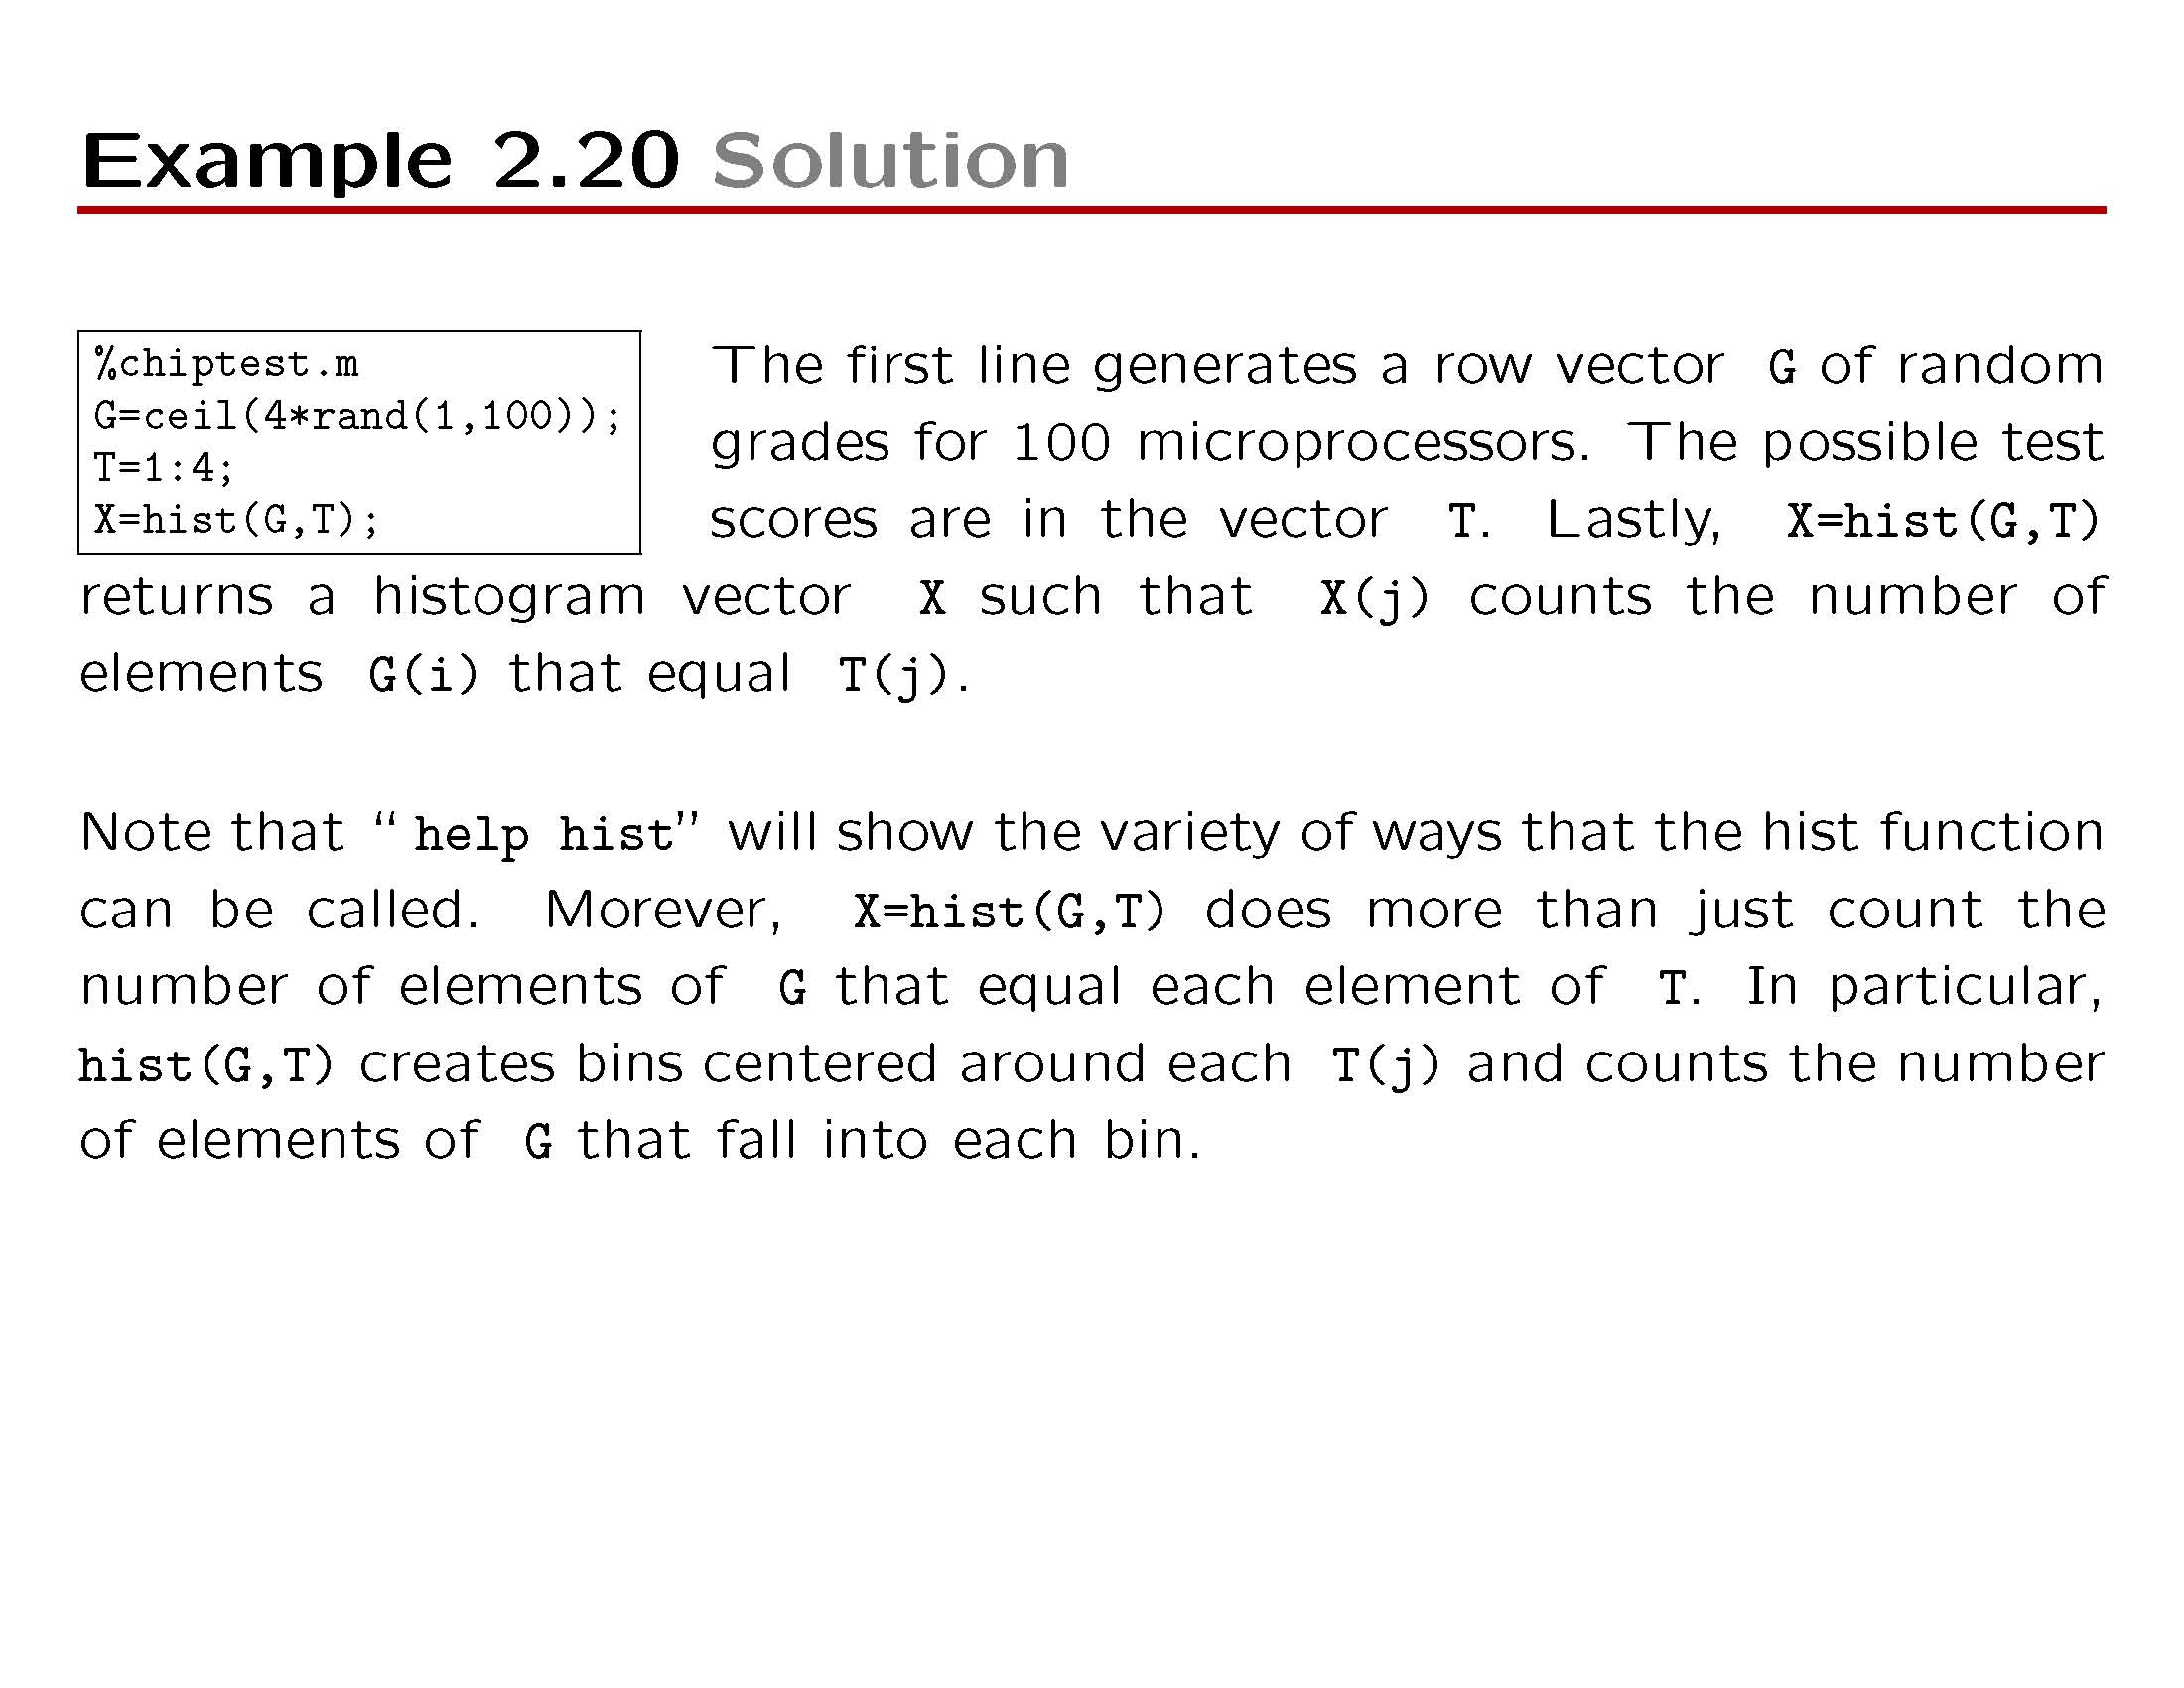 Example 2.20 Solution
%chiptest.m
G=ceil(4*rand(1,100));
T=1:4;
X=hist(G,T);
The first line generates a row vector G of random
grades for 100 microprocessors. The possible test
scores are in the vector T. Lastly, X=hist(G,T)
returns a histogram vector X such that X(j) counts the number of
elements G(i) that equal T(j).
Note that “ help hist” will show the variety of ways that the hist function
can be called. Morever, X=hist(G,T) does more than just count the
number of elements of G that equal each element of T. In particular,
hist(G,T) creates bins centered around each T(j) and counts the number
of elements of G that fall into each bin.